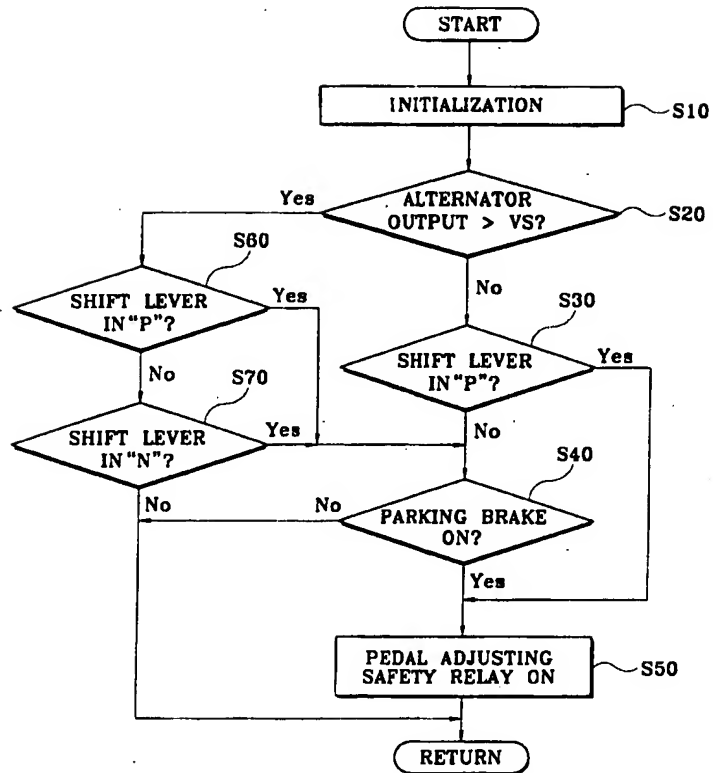 START
INITIALIZATION
S10
ALTERNATOR
OUTPUT > VS?
S20
Yes
No
S60
SHIFT LEVER
IN"P"?
Yes
No
S30
SHIFT LEVER
IN"P"?
Yes
No
S70
SHIFT LEVER
IN"N"?
Yes
No
S40
PARKING BRAKE
ON?
No
Yes
PEDAL ADJUSTING
SAFETY RELAY ON
S50
RETURN